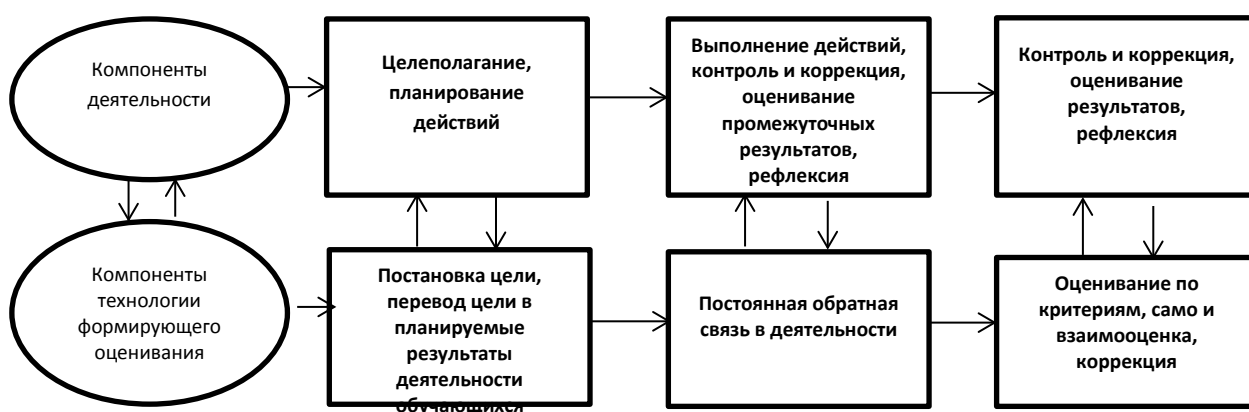 Компоненты
деятельности
Целеполагание,
планирование
действий
Выполнение действий,
контроль и коррекция,
оценивание
промежуточных
результатов,
рефлексия
Контроль и коррекция,
оценивание
результатов,
рефлексия
Компоненты
технологии
формирующего
оценивания
Постановка цели,
перевод цели в
планируемые
результаты
деятельности
обучающихся
Постоянная обратная
связь в деятельности
Оценивание по
критериям, само и
взаимооценка,
коррекция